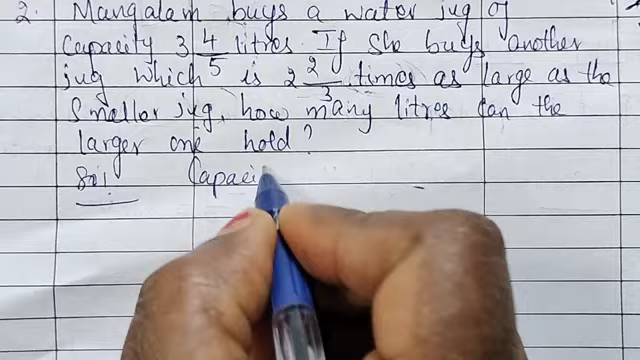 2. Mangalam buys a water jug of
Capacity 3 4/5 litres. If she buys another
jug which is 2 2/3 times as large as the
smaller jug, how many litres can the
larger one hold?
Sol: Capaci